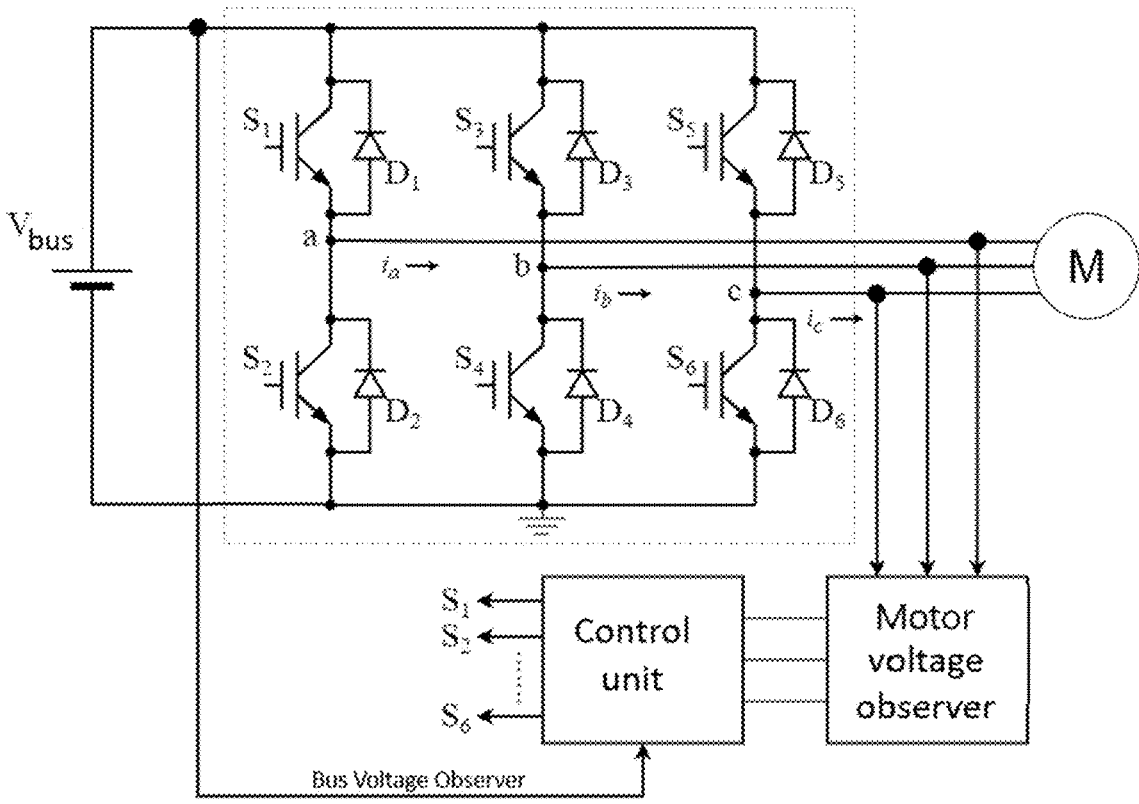 S1
S3
S5
D1
D3
D5
Vbus
a
ia
b
ib
c
ic
M
S2
S4
S6
D2
D4
D6
S1
S2
S6
Control
unit
Motor
voltage
observer
Bus Voltage Observer